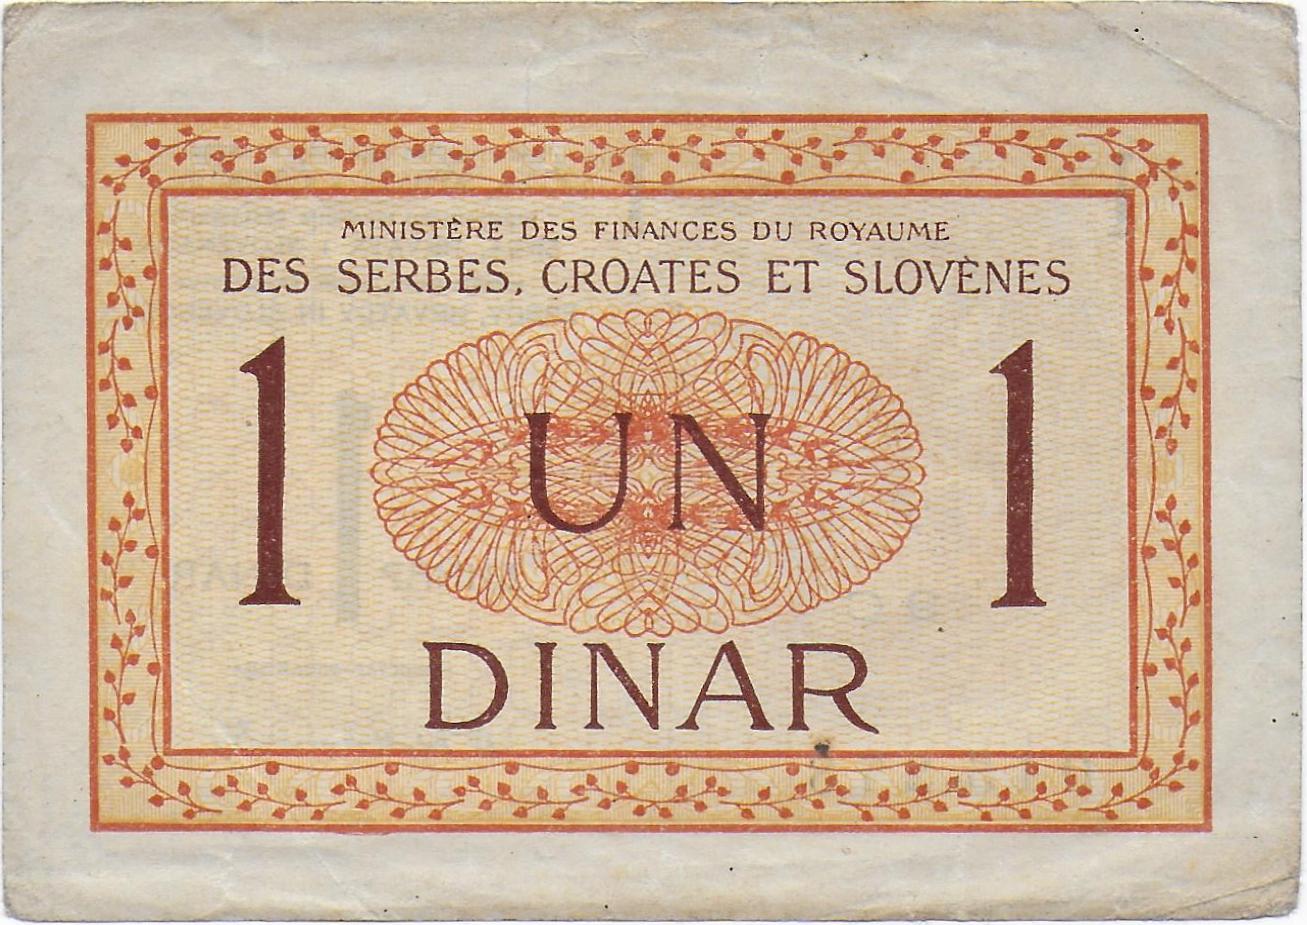 MINISTÈRE DES FINANCES DU ROYAUME
DES SERBES, CROATES ET SLOVÈNES
1 UN 1
DINAR